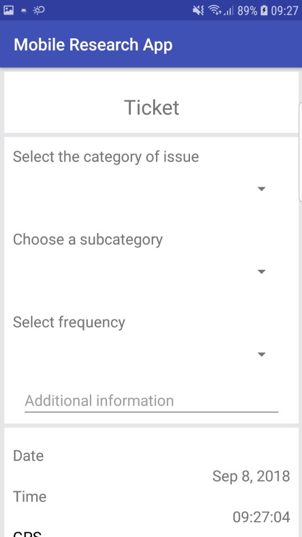 89% 09:27
Mobile Research App
Ticket
Select the category of issue
Choose a subcategory
Select frequency
Additional information
Date
Sep 8, 2018
Time
09:27:04
GPS